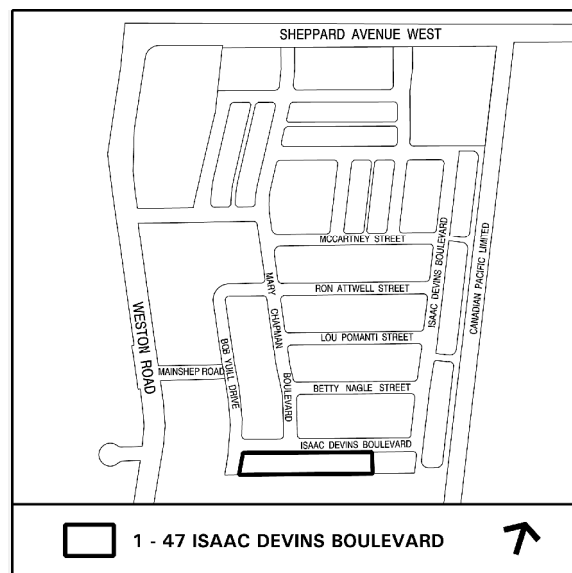 SHEPPARD AVENUE WEST
MCCARTNEY STREET
ISAAC DEVINS BOULEVARD
CANADIAN PACIFIC LIMITED
MARY CHAPMAN BOULEVARD
RON ATTWELL STREET
WESTON ROAD
BOB YUILL DRIVE
LOU POMANTI STREET
MAINSHEP ROAD
BETTY NAGLE STREET
ISAAC DEVINS BOULEVARD
1 - 47 ISAAC DEVINS BOULEVARD